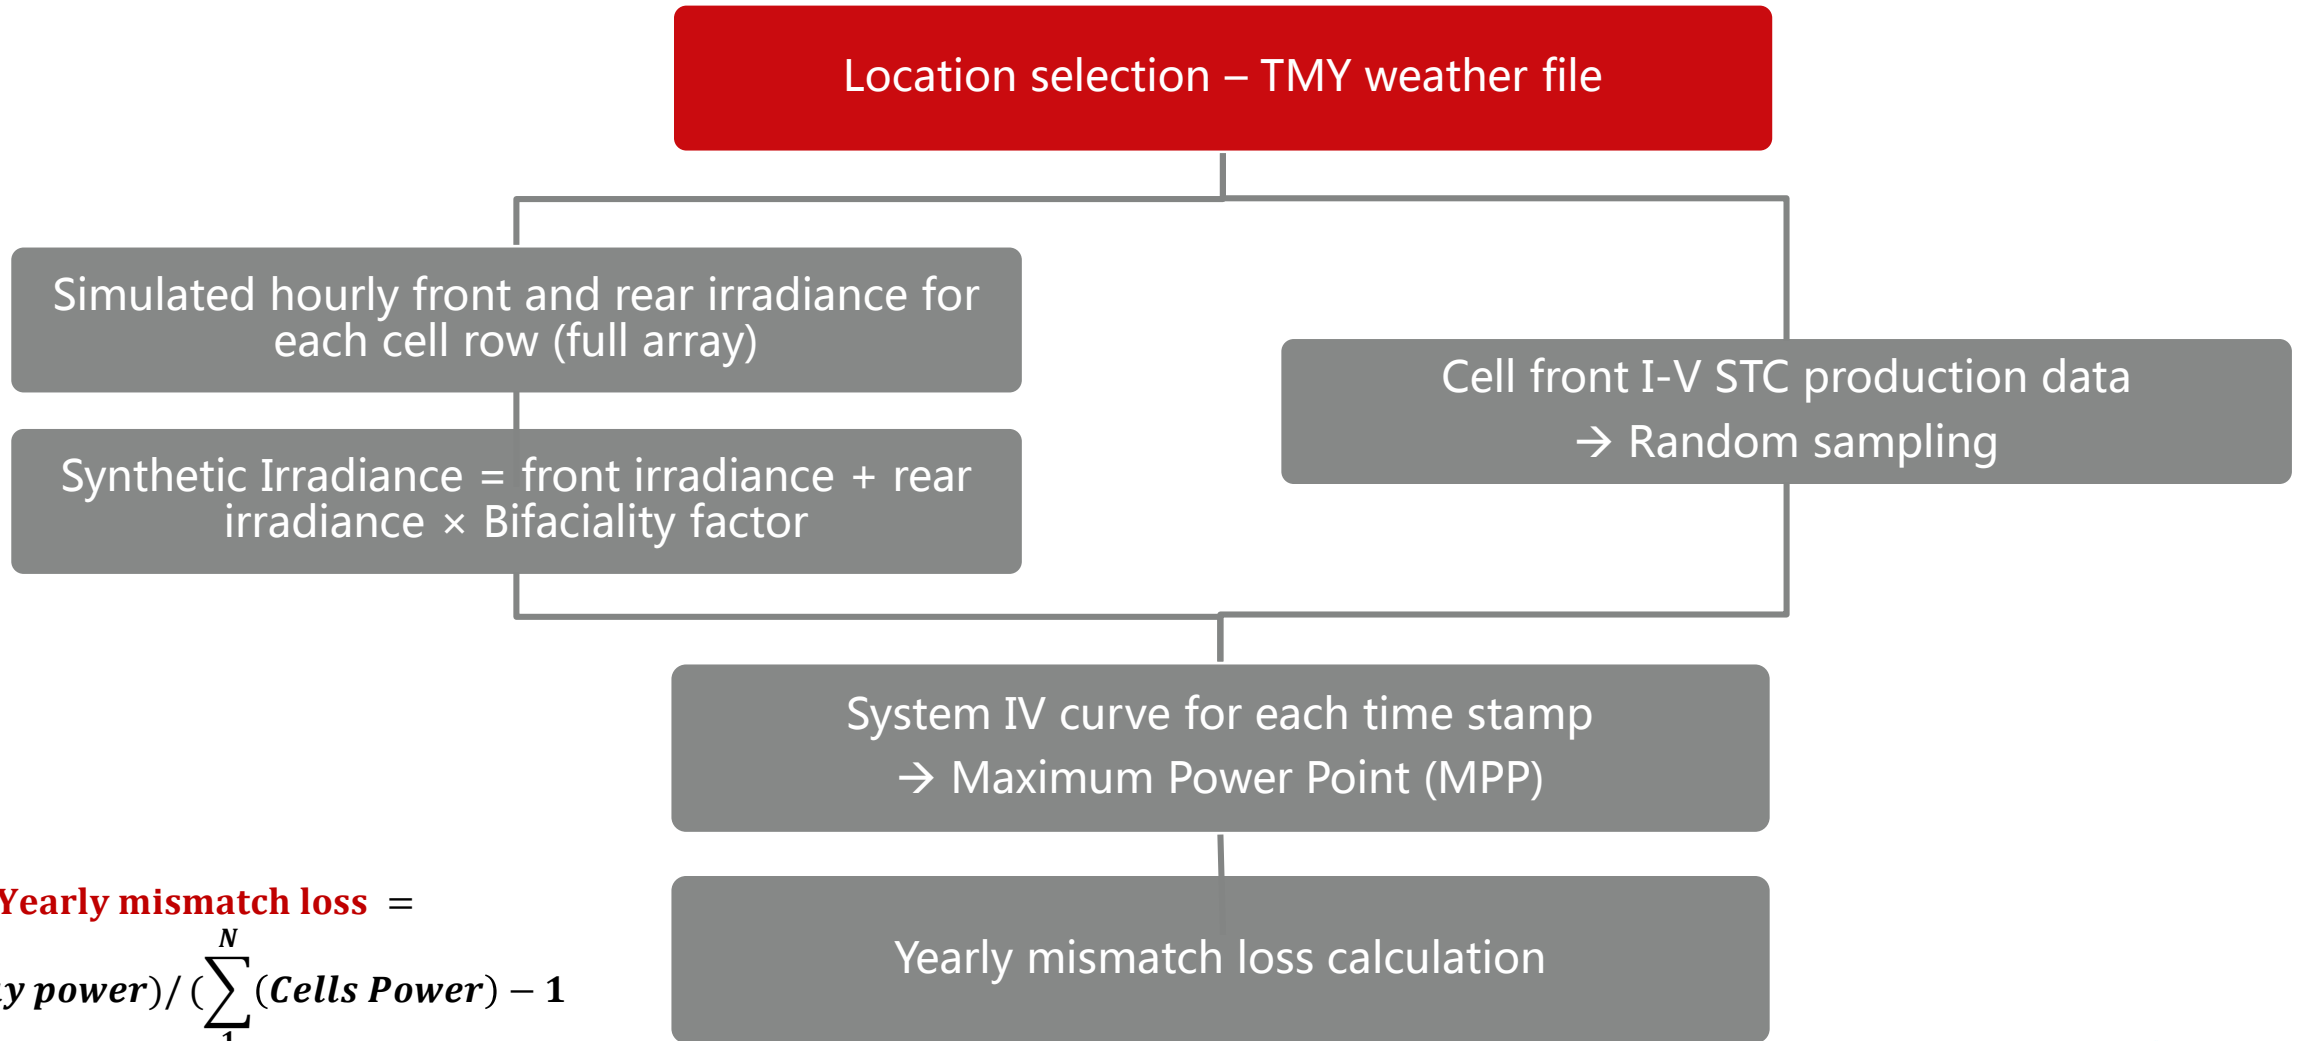 Location selection – TMY weather file
Simulated hourly front and rear irradiance for
each cell row (full array)
Cell front I-V STC production data
→ Random sampling
Synthetic Irradiance = front irradiance + rear
irradiance × Bifaciality factor
System IV curve for each time stamp
→ Maximum Power Point (MPP)
Yearly mismatch loss calculation
Yearly mismatch loss =
N
power)/(∑(Cells Power) − 1
1